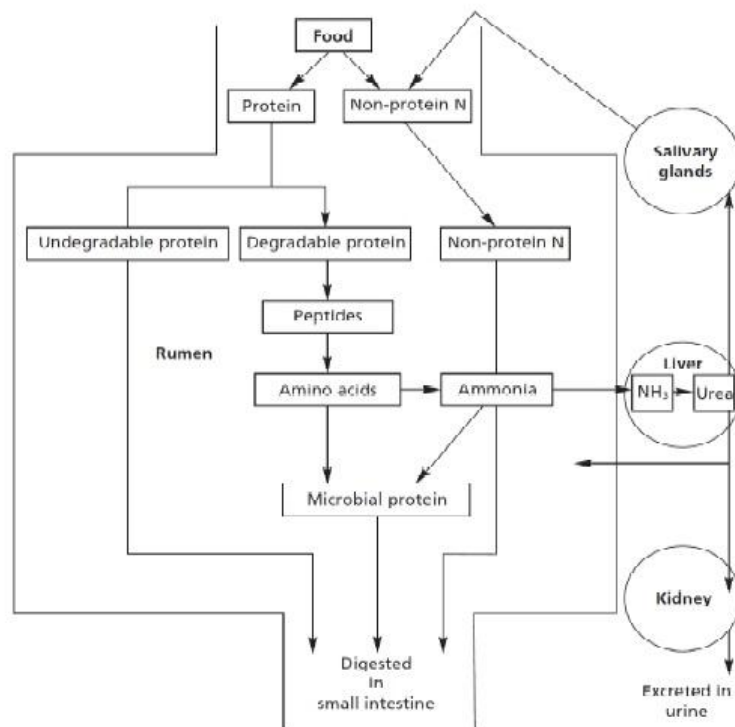 Food
Protein
Non-protein N
Salivary
glands
Undegradable protein
Degradable protein
Non-protein N
Peptides
Rumen
Liver
Amino acids
Ammonia
NH₃
Urea
Microbial protein
Kidney
Digested
in
small intestine
Excreted in
urine